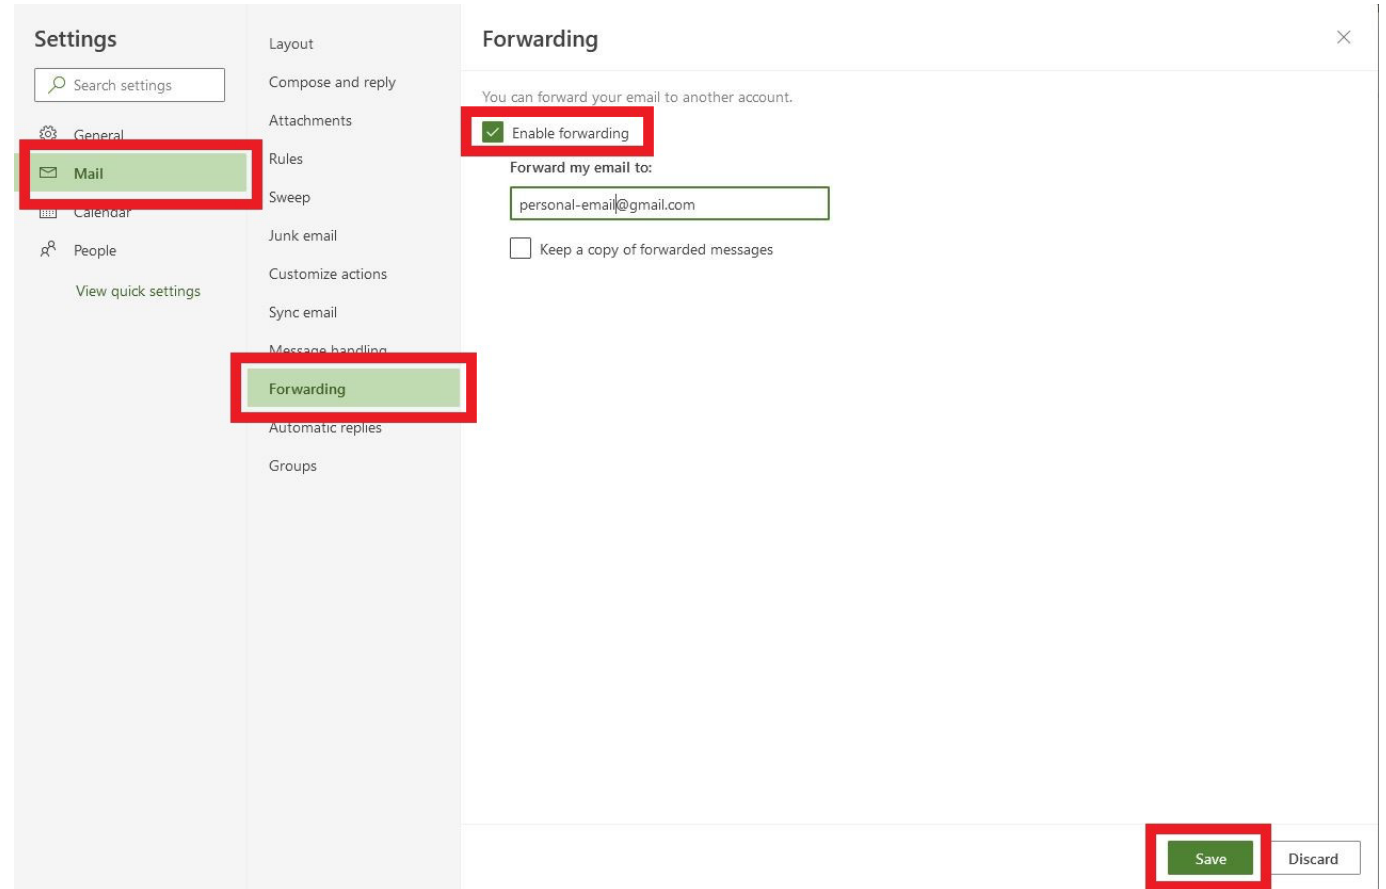 Settings
Search settings
General
Mail
Calendar
People
View quick settings
Layout
Compose and reply
Attachments
Rules
Sweep
Junk email
Customize actions
Sync email
Message handling
Forwarding
Automatic replies
Groups
Forwarding
You can forward your email to another account.
Enable forwarding
Forward my email to:
personal-email@gmail.com
Keep a copy of forwarded messages
Save
Discard